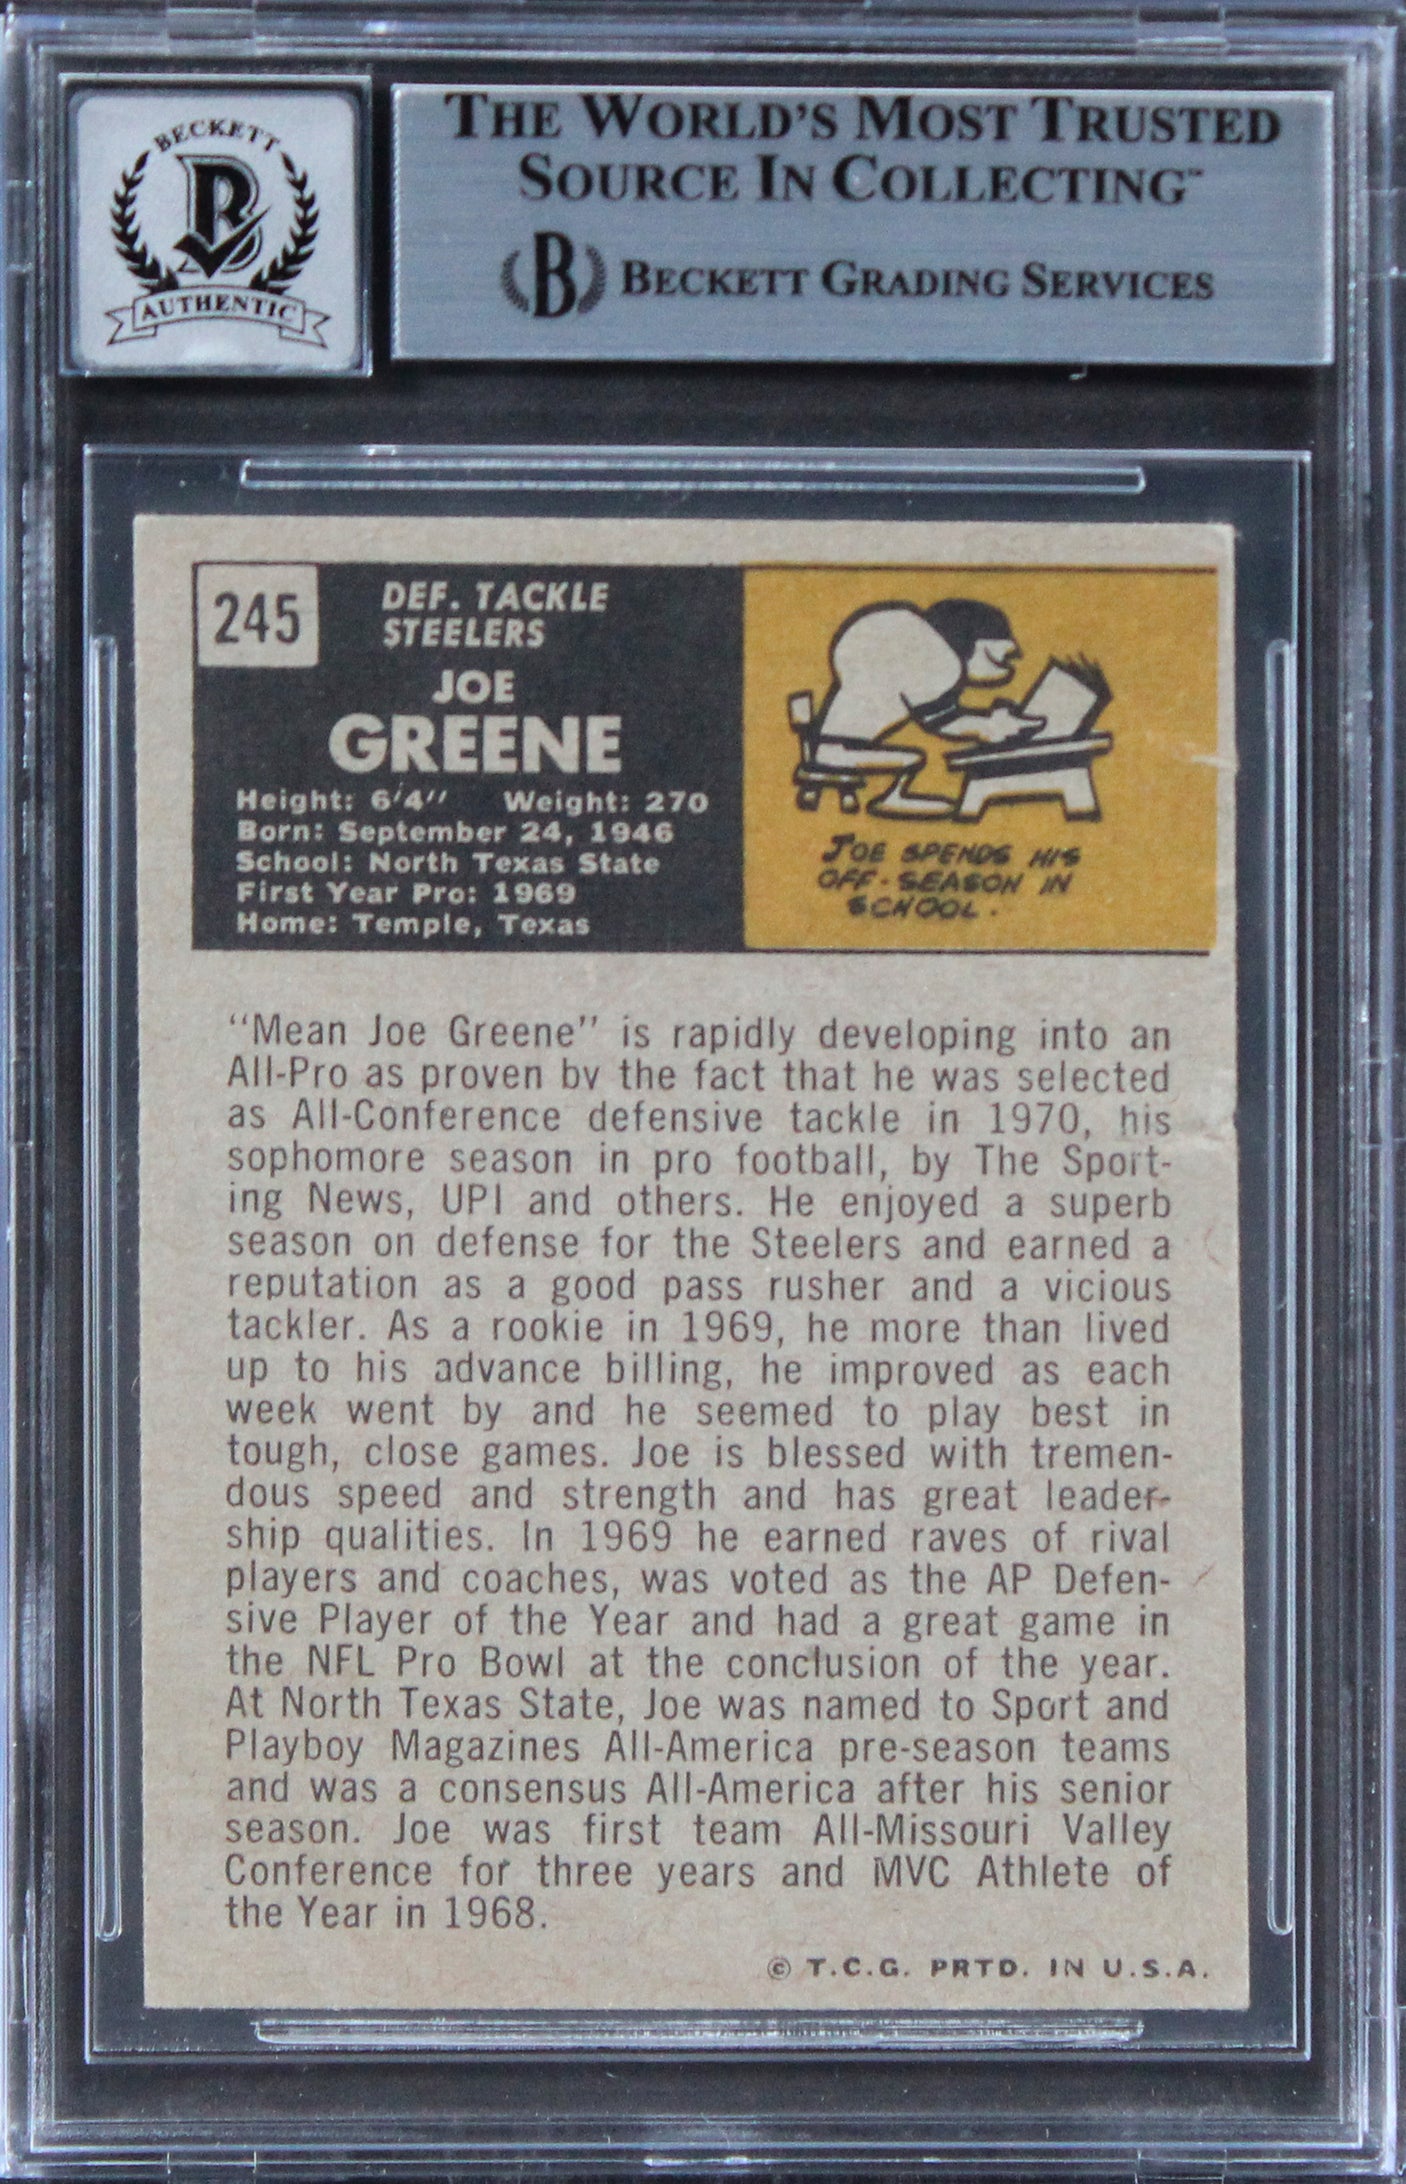 BECKETT
B
AUTHENTIC
THE WORLD'S MOST TRUSTED
SOURCE IN COLLECTING™
B BECKETT GRADING SERVICES
245
DEF. TACKLE
STEELERS
JOE
GREENE
Height: 6'4" Weight: 270
Born: September 24, 1946
School: North Texas State
First Year Pro: 1969
Home: Temple, Texas
JOE SPENDS HIS
OFF-SEASON IN
SCHOOL.
"Mean Joe Greene" is rapidly developing into an
All-Pro as proven by the fact that he was selected
as All-Conference defensive tackle in 1970, his
sophomore season in pro football, by The Sport-
ing News, UPI and others. He enjoyed a superb
season on defense for the Steelers and earned a
reputation as a good pass rusher and a vicious
tackler. As a rookie in 1969, he more than lived
up to his advance billing, he improved as each
week went by and he seemed to play best in
tough, close games. Joe is blessed with tremen-
dous speed and strength and has great leader-
ship qualities. In 1969 he earned raves of rival
players and coaches, was voted as the AP Defen-
sive Player of the Year and had a great game in
the NFL Pro Bowl at the conclusion of the year.
At North Texas State, Joe was named to Sport and
Playboy Magazines All-America pre-season teams
and was a consensus All-America after his senior
season. Joe was first team All-Missouri Valley
Conference for three years and MVC Athlete of
the Year in 1968.
© T.C.G. PRTD. IN U.S.A.